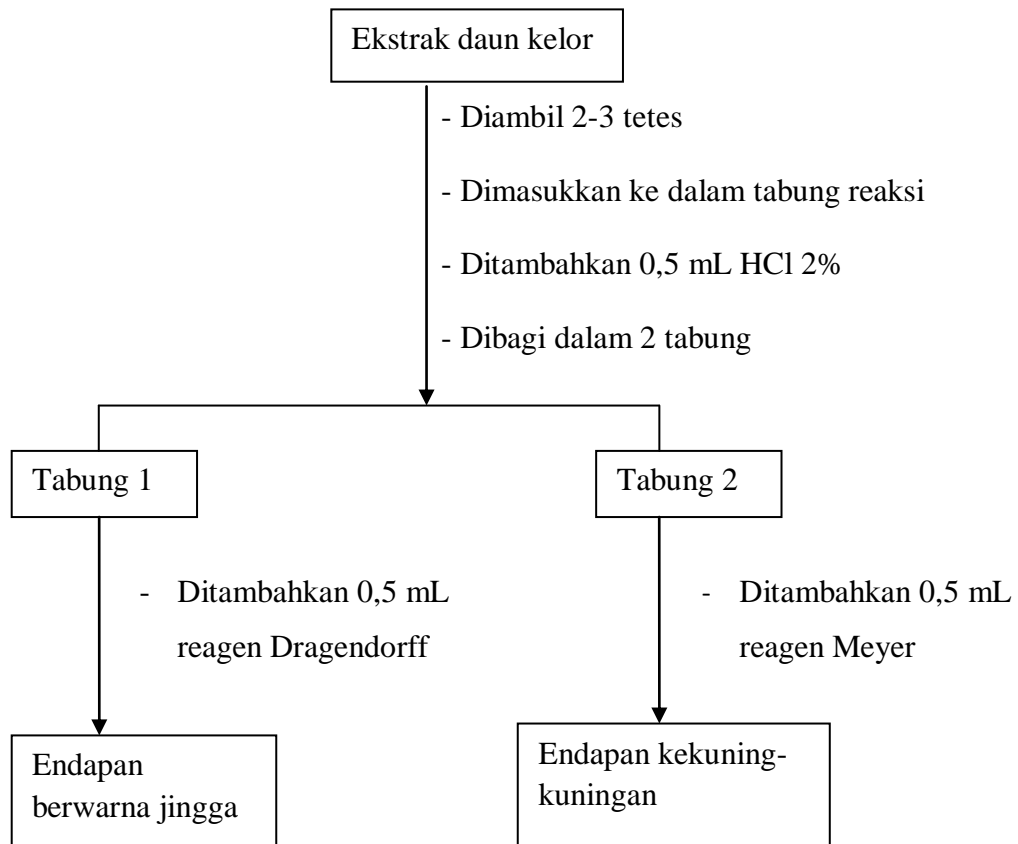 Ekstrak daun kelor
- Diambil 2-3 tetes
- Dimasukkan ke dalam tabung reaksi
- Ditambahkan 0,5 mL HCl 2%
- Dibagi dalam 2 tabung
Tabung 1
Tabung 2
- Ditambahkan 0,5 mL
reagen Dragendorff
- Ditambahkan 0,5 mL
reagen Meyer
Endapan
berwarna jingga
Endapan kekuning-
kuningan